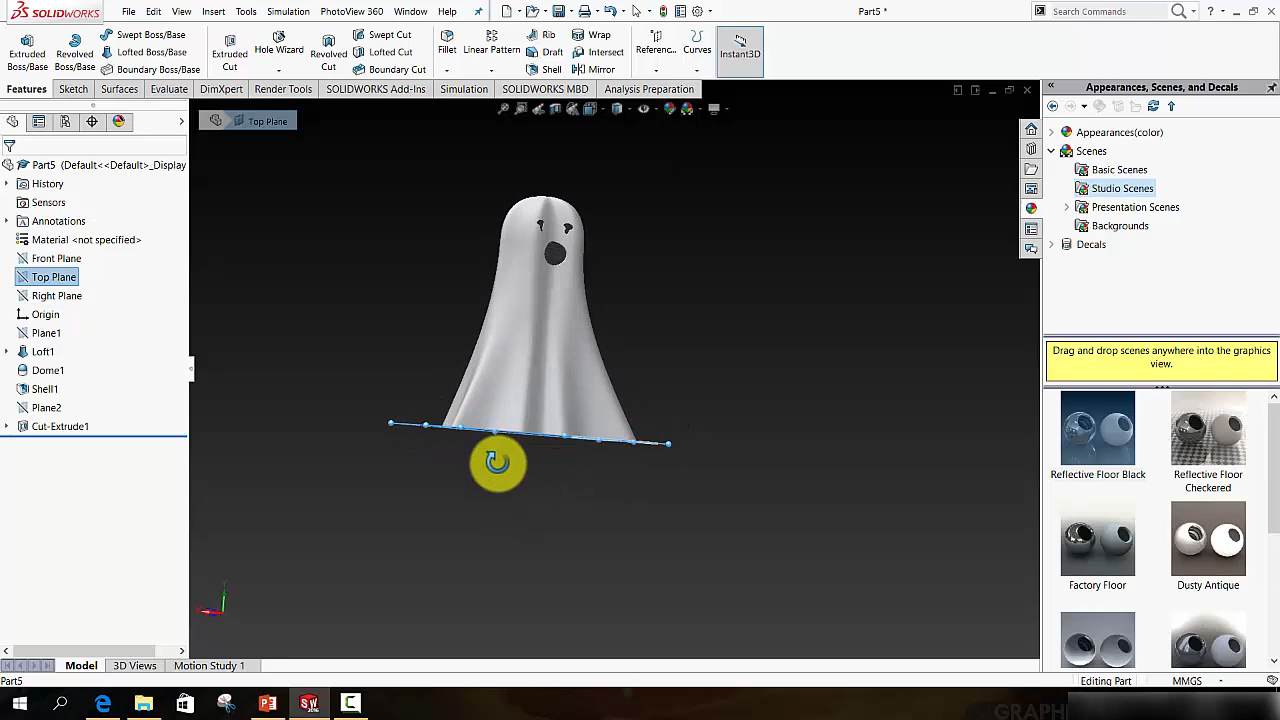 SOLIDWORKS
File Edit View Insert Tools Simulation PhotoView 360 Window Help
Part5 *
Search Commands
Extruded Boss/Base
Revolved Boss/Base
Swept Boss/Base
Lofted Boss/Base
Boundary Boss/Base
Extruded Cut
Hole Wizard
Revolved Cut
Swept Cut
Lofted Cut
Boundary Cut
Fillet
Linear Pattern
Rib
Draft
Shell
Wrap
Intersect
Mirror
Referenc...
Curves
Instant3D
Features Sketch Surfaces Evaluate DimXpert Render Tools SOLIDWORKS Add-Ins Simulation SOLIDWORKS MBD Analysis Preparation
Top Plane
Part5 (Default<<Default>_Display
History
Sensors
Annotations
Material <not specified>
Front Plane
Top Plane
Right Plane
Origin
Plane1
Loft1
Dome1
Shell1
Plane2
Cut-Extrude1
Appearances, Scenes, and Decals
Appearances(color)
Scenes
Basic Scenes
Studio Scenes
Presentation Scenes
Backgrounds
Decals
Drag and drop scenes anywhere into the graphics
view.
Reflective Floor Black
Reflective Floor
Checkered
Factory Floor
Dusty Antique
Model 3D Views Motion Study 1
Part5
Editing Part
MMGS